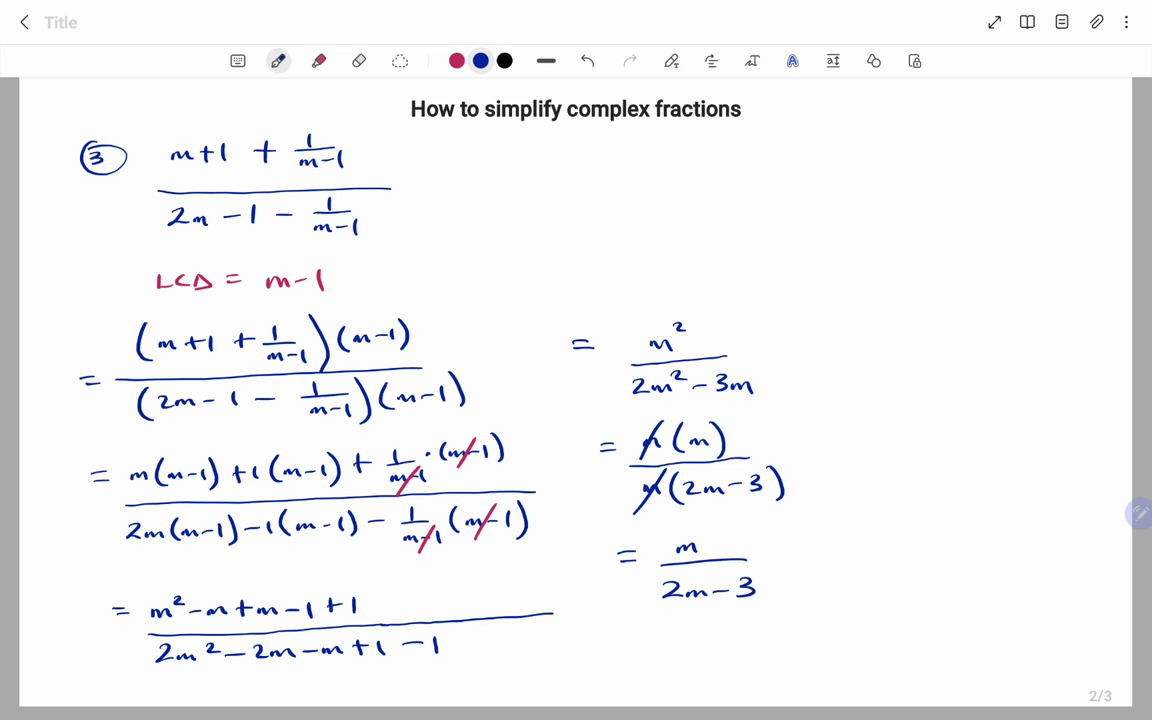 Title
How to simplify complex fractions
③ m+1 + 1/(m-1)
2m - 1 - 1/(m-1)
LCD = m-1
= (m+1 + 1/(m-1))(m-1)
(2m - 1 - 1/(m-1))(m-1)
= m(m-1) +1(m-1) + 1/(m-1) · (m-1)
2m(m-1) -1(m-1) - 1/(m-1) (m-1)
= m² -m +m -1 +1
2m² - 2m -m +1 -1
= m²
2m² - 3m
= m(m)
m(2m-3)
= m
2m-3
2/3